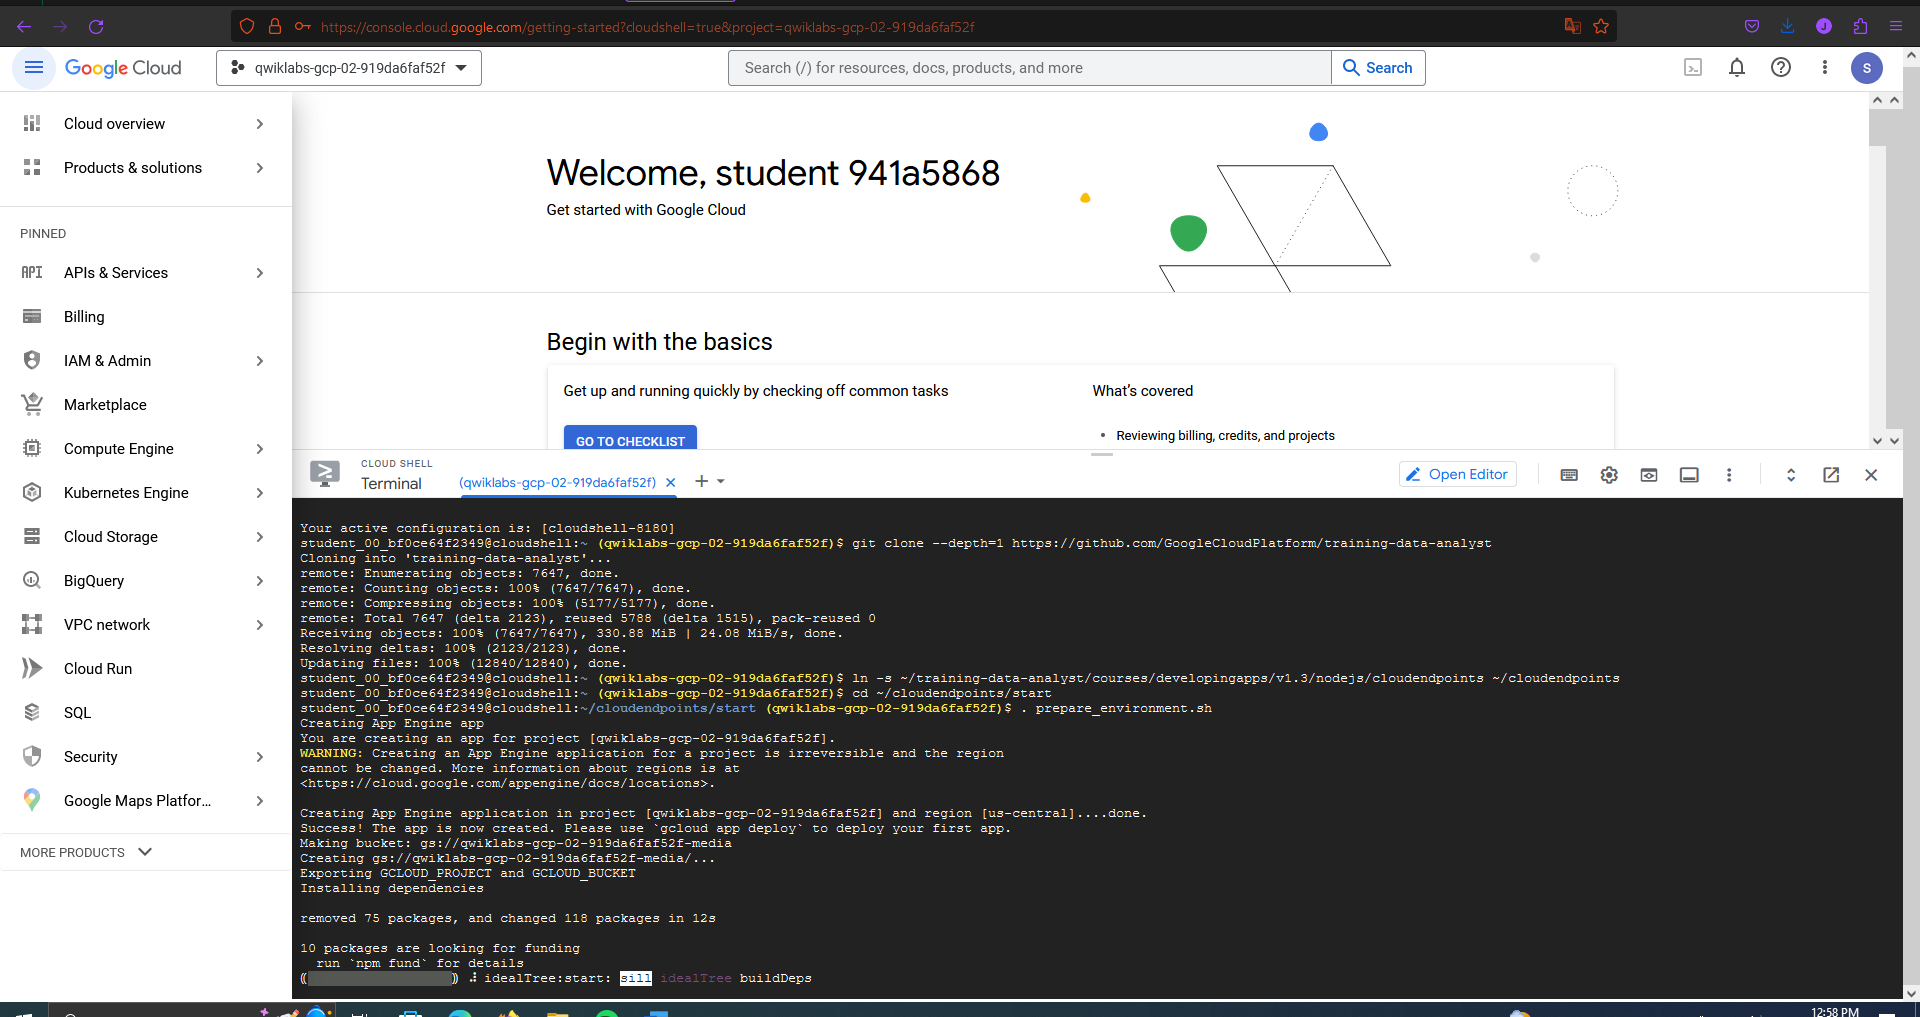 https://console.cloud.google.com/getting-started?cloudshell=true&project=qwiklabs-gcp-02-919da6faf52f
J
Google Cloud
qwiklabs-gcp-02-919da6faf52f
Search (/) for resources, docs, products, and more
Search
S
Cloud overview
Products & solutions
PINNED
API APIs & Services
Billing
IAM & Admin
Marketplace
Compute Engine
Kubernetes Engine
Cloud Storage
BigQuery
VPC network
Cloud Run
SQL
Security
Google Maps Platfor...
MORE PRODUCTS
Welcome, student 941a5868
Get started with Google Cloud
Begin with the basics
Get up and running quickly by checking off common tasks
GO TO CHECKLIST
What's covered
• Reviewing billing, credits, and projects
CLOUD SHELL
Terminal
(qwiklabs-gcp-02-919da6faf52f)
Open Editor
Your active configuration is: [cloudshell-8180]
student_00_bf0ce64f2349@cloudshell:~ (qwiklabs-gcp-02-919da6faf52f)$ git clone --depth=1 https://github.com/GoogleCloudPlatform/training-data-analyst
Cloning into 'training-data-analyst'...
remote: Enumerating objects: 7647, done.
remote: Counting objects: 100% (7647/7647), done.
remote: Compressing objects: 100% (5177/5177), done.
remote: Total 7647 (delta 2123), reused 5788 (delta 1515), pack-reused 0
Receiving objects: 100% (7647/7647), 330.88 MiB | 24.08 MiB/s, done.
Resolving deltas: 100% (2123/2123), done.
Updating files: 100% (12840/12840), done.
student_00_bf0ce64f2349@cloudshell:~ (qwiklabs-gcp-02-919da6faf52f)$ ln -s ~/training-data-analyst/courses/developingapps/v1.3/nodejs/cloudendpoints ~/cloudendpoints
student_00_bf0ce64f2349@cloudshell:~ (qwiklabs-gcp-02-919da6faf52f)$ cd ~/cloudendpoints/start
student_00_bf0ce64f2349@cloudshell:~/cloudendpoints/start (qwiklabs-gcp-02-919da6faf52f)$ . prepare_environment.sh
Creating App Engine app
You are creating an app for project [qwiklabs-gcp-02-919da6faf52f].
WARNING: Creating an App Engine application for a project is irreversible and the region
cannot be changed. More information about regions is at
<https://cloud.google.com/appengine/docs/locations>.
Creating App Engine application in project [qwiklabs-gcp-02-919da6faf52f] and region [us-central]....done.
Success! The app is now created. Please use `gcloud app deploy` to deploy your first app.
Making bucket: gs://qwiklabs-gcp-02-919da6faf52f-media
Creating gs://qwiklabs-gcp-02-919da6faf52f-media/...
Exporting GCLOUD_PROJECT and GCLOUD_BUCKET
Installing dependencies
removed 75 packages, and changed 118 packages in 12s
10 packages are looking for funding
run `npm fund` for details
idealTree:start: sill idealTree buildDeps
12:58 PM